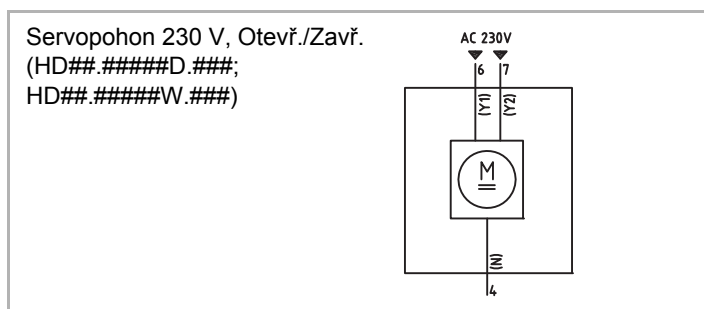 Servopohon 230 V, Otevř./Zavř.
(HD##.#####D.###;
HD##.#####W.###)
AC 230V
6 7
(Y1) (Y2)
M
(N)
4